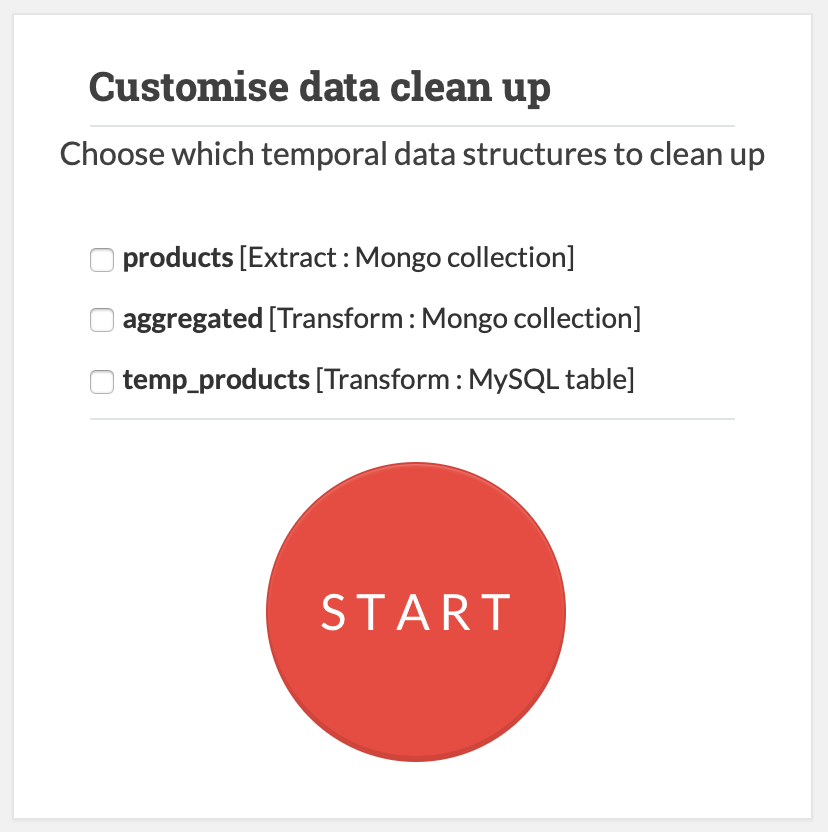 Customise data clean up
Choose which temporal data structures to clean up
products [Extract : Mongo collection]
aggregated [Transform : Mongo collection]
temp_products [Transform : MySQL table]
START